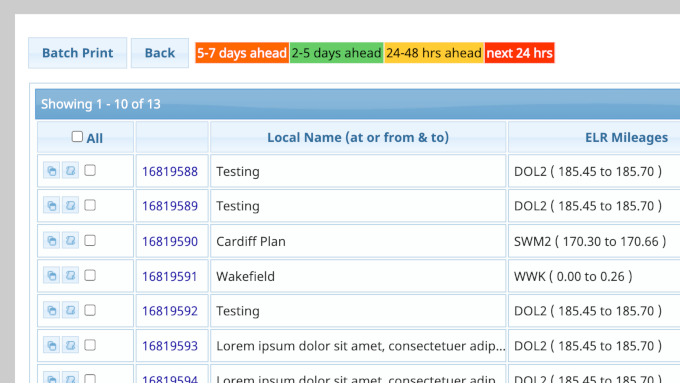 Batch Print Back 5-7 days ahead 2-5 days ahead 24-48 hrs ahead next 24 hrs
Showing 1 - 10 of 13
All Local Name (at or from & to) ELR Mileages
16819588 Testing DOL2 ( 185.45 to 185.70 )
16819589 Testing DOL2 ( 185.45 to 185.70 )
16819590 Cardiff Plan SWM2 ( 170.30 to 170.66 )
16819591 Wakefield WWK ( 0.00 to 0.26 )
16819592 Testing DOL2 ( 185.45 to 185.70 )
16819593 Lorem ipsum dolor sit amet, consectetuer adip... DOL2 ( 185.45 to 185.70 )
16819594 Lorem ipsum dolor sit amet, consectetuer adip... DOL2 ( 185.45 to 185.70 )